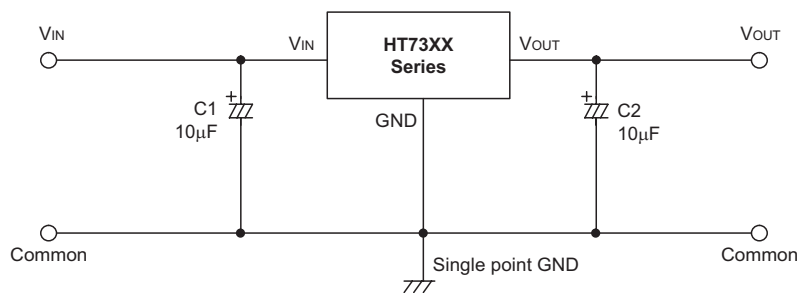 VIN
VIN
HT73XX
Series
VOUT
VOUT
+
C1
10μF
GND
+
C2
10μF
Common
Single point GND
Common